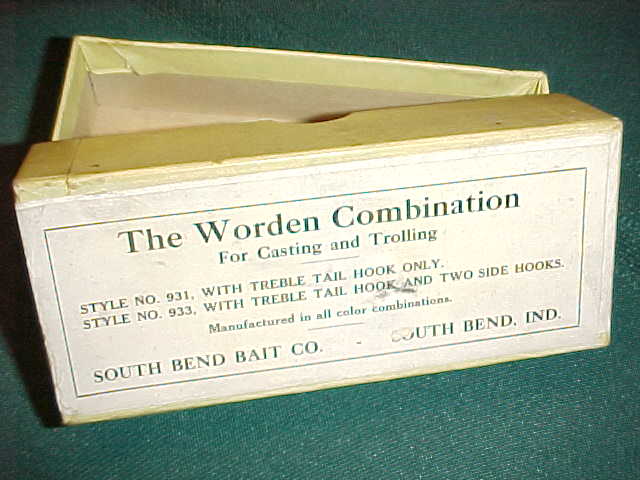 The Worden Combination
For Casting and Trolling
STYLE NO. 931, WITH TREBLE TAIL HOOK ONLY.
STYLE NO. 933, WITH TREBLE TAIL HOOK AND TWO SIDE HOOKS.
Manufactured in all color combinations.
SOUTH BEND BAIT CO. - SOUTH BEND, IND.